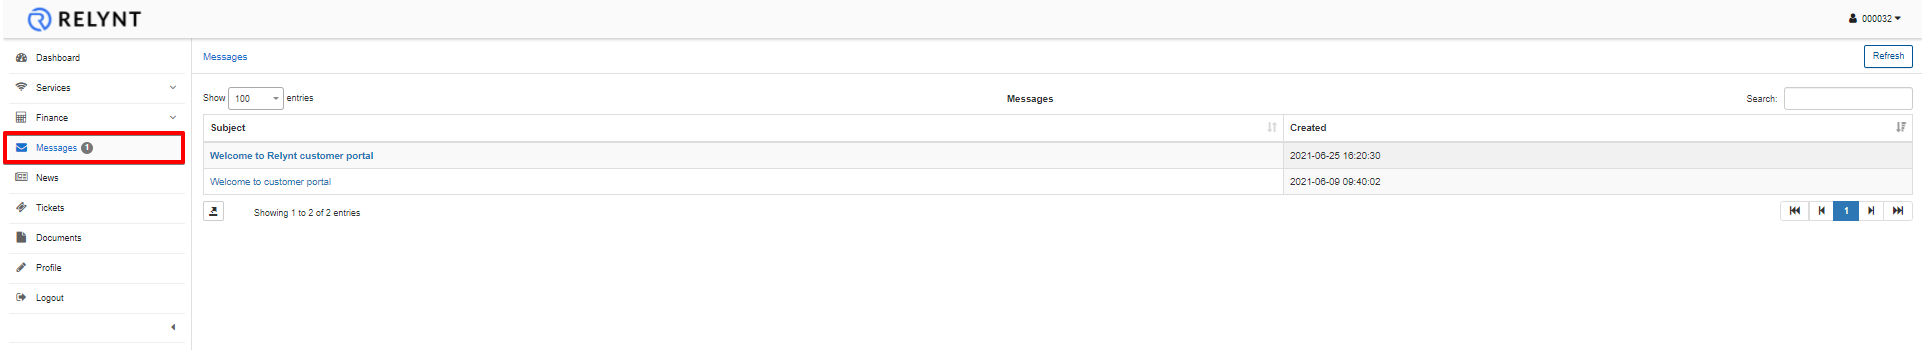 RELYNT
000032
Dashboard
Services
Finance
Messages 1
News
Tickets
Documents
Profile
Logout
Messages
Refresh
Show 100 entries
Messages
Search:
Subject Created
Welcome to Relynt customer portal 2021-06-25 16:20:30
Welcome to customer portal 2021-06-09 09:40:02
Showing 1 to 2 of 2 entries
1